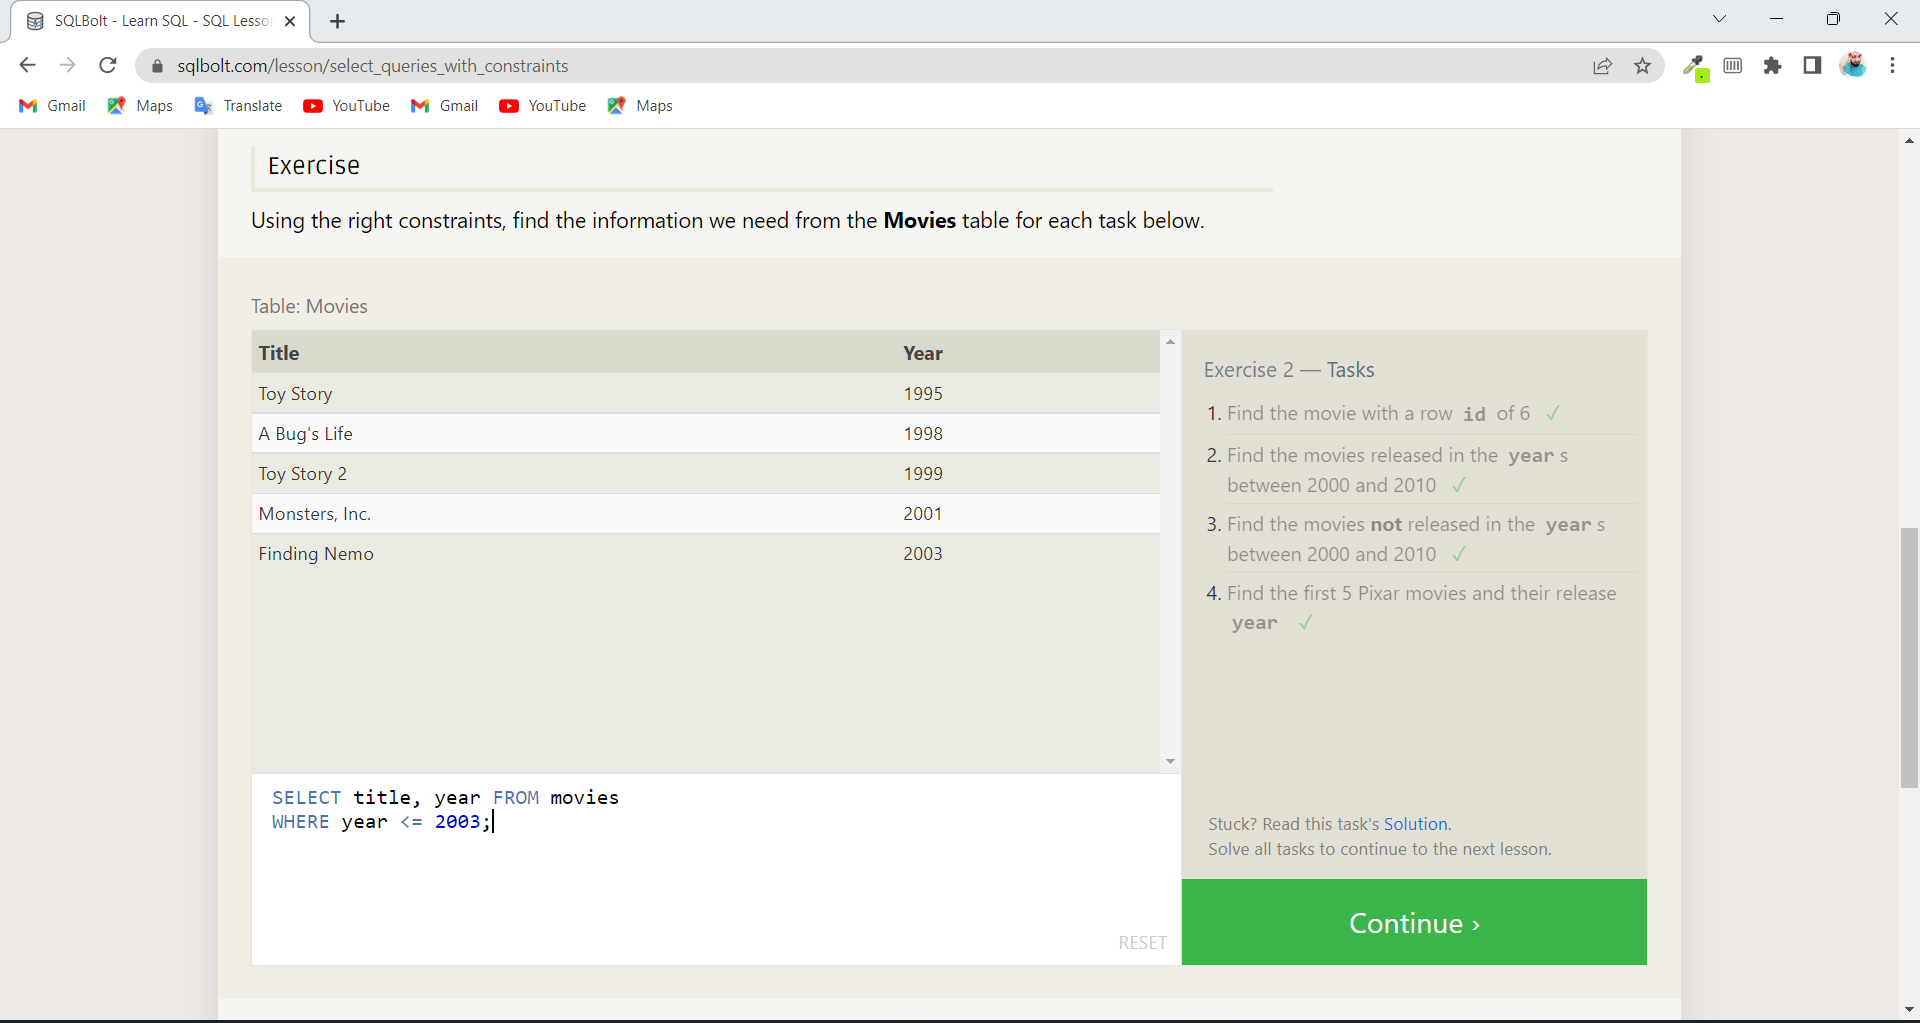 SQLBolt - Learn SQL - SQL Lesso
sqlbolt.com/lesson/select_queries_with_constraints
Gmail Maps Translate YouTube Gmail YouTube Maps
Exercise
Using the right constraints, find the information we need from the Movies table for each task below.
Table: Movies
Title Year
Toy Story 1995
A Bug's Life 1998
Toy Story 2 1999
Monsters, Inc. 2001
Finding Nemo 2003
SELECT title, year FROM movies
WHERE year <= 2003;
RESET
Exercise 2 — Tasks
1. Find the movie with a row id of 6 ✓
2. Find the movies released in the year s
between 2000 and 2010 ✓
3. Find the movies not released in the year s
between 2000 and 2010 ✓
4. Find the first 5 Pixar movies and their release
year ✓
Stuck? Read this task's Solution.
Solve all tasks to continue to the next lesson.
Continue ›